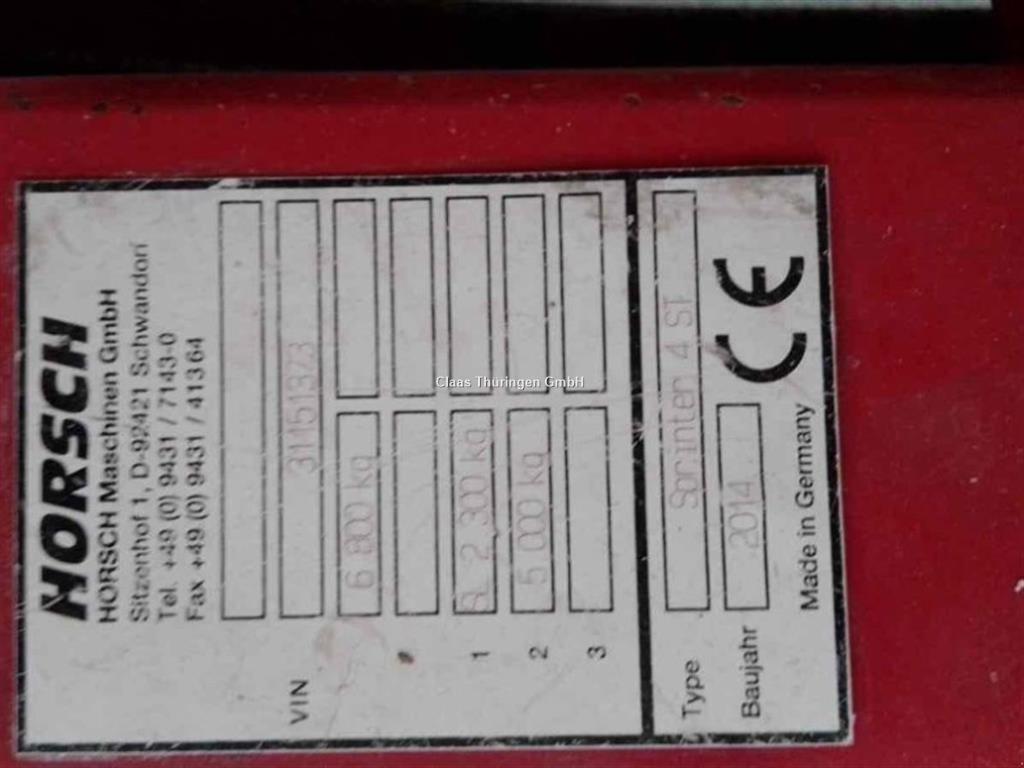 HORSCH
HORSCH Maschinen GmbH
Sitzenhof 1, D-92421 Schwandorf
Tel. +49 (0) 9431 / 7143-0
Fax +49 (0) 9431 / 41364
VIN 31151373
6 800 kg
1 2 300 kg
2 5 000 kg
3
Type Sprinter 4 ST
Baujahr 2014
CE
Made in Germany
Claas Thüringen GmbH